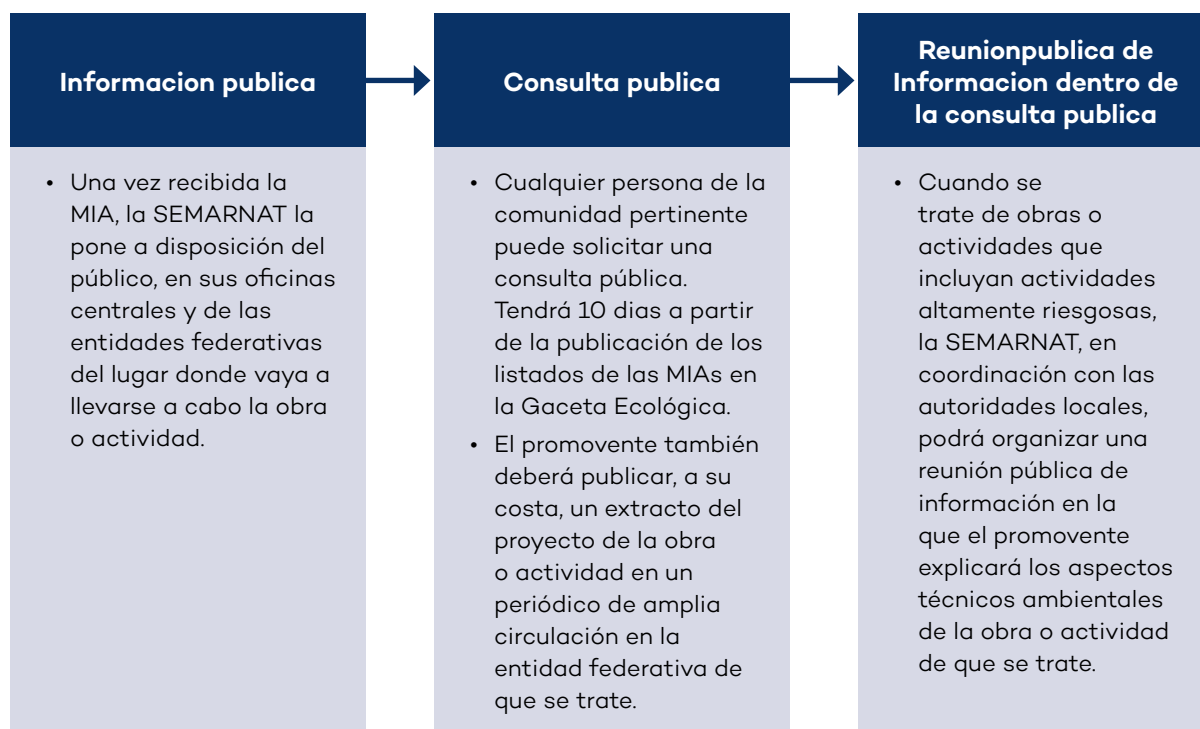 Informacion publica
Consulta publica
Reunionpublica de
Informacion dentro de
la consulta publica
• Una vez recibida la
MIA, la SEMARNAT la
pone a disposición del
público, en sus oficinas
centrales y de las
entidades federativas
del lugar donde vaya a
llevarse a cabo la obra
o actividad.
• Cualquier persona de la
comunidad pertinente
puede solicitar una
consulta pública.
Tendrá 10 dias a partir
de la publicación de los
listados de las MIAs en
la Gaceta Ecológica.
• El promovente también
deberá publicar, a su
costa, un extracto del
proyecto de la obra
o actividad en un
periódico de amplia
circulación en la
entidad federativa de
que se trate.
• Cuando se
trate de obras o
actividades que
incluyan actividades
altamente riesgosas,
la SEMARNAT, en
coordinación con las
autoridades locales,
podrá organizar una
reunión pública de
información en la
que el promovente
explicará los aspectos
técnicos ambientales
de la obra o actividad
de que se trate.